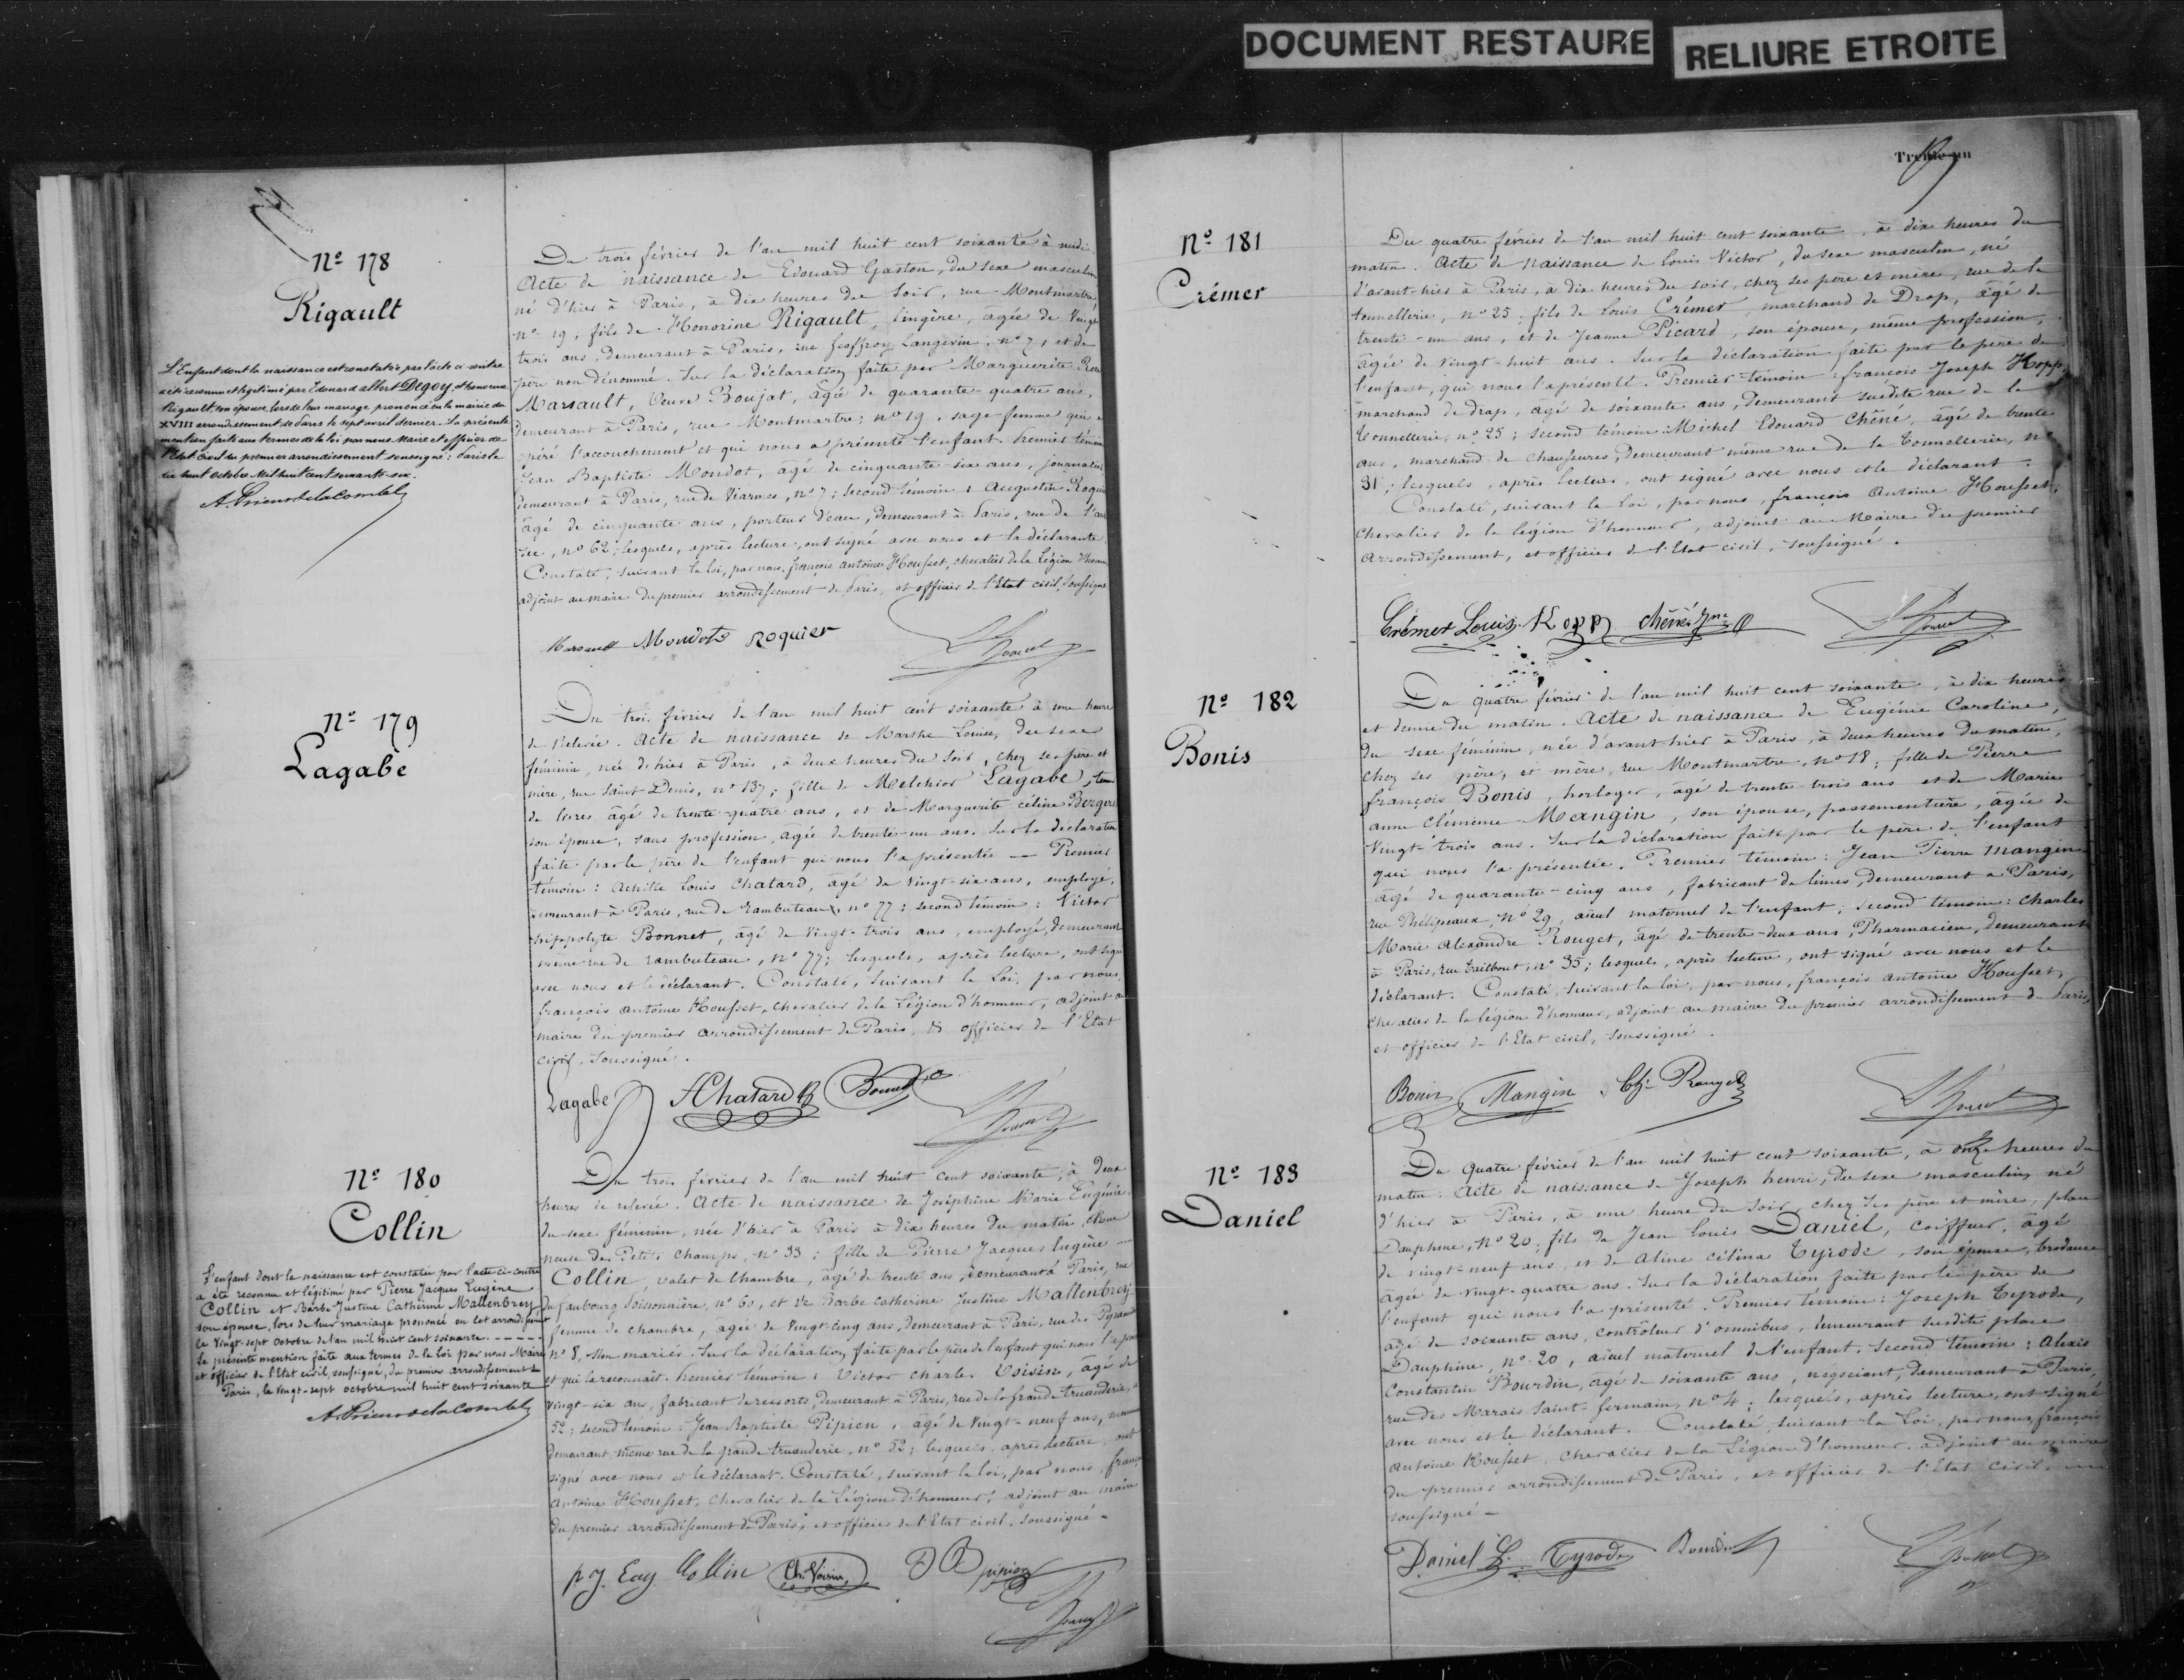 DOCUMENT RESTAURE
RELIURE ETROITE
Nº 178
Rigault
L'Enfant dont la naissance est constatée par l'acte ci-contre
a été reconnu et légitimé par Edouard albert Degoy et honorine
Rigault, son épouse, lors de leur mariage prononcé en la mairie du
XVIII arrondissement de Paris le sept avril dernier. La présente
mention faite aux termes de la loi par nous Maire et officier de
l'Etat civil du premier arrondissement soussigné: Paris le
huit octobre Mil huit cent soixante six.
Du trois février de l'an mil huit cent soixante à midi
Acte de naissance de Edouard Gaston, du sexe masculin
né d'hier à Paris, à dix heures du soir, rue Montmartre,
nº 19, fils de Honorine Rigault, lingère, agée de Vingt
trois ans, demeurant à Paris, rue Geoffroy Langevin, nº 7, et de
père non dénommé. Sur la déclaration faite par Marguerite
Marsault, Veuve Boujat, âgée de quarante-quatre ans,
demeurant à Paris, rue Montmartre, nº 19, sage-femme qui a
opéré l'accouchement et qui nous a présenté l'enfant. Premier témoin
Jean Baptiste Moudot, âgé de cinquante six ans, journalier
demeurant à Paris, rue de Viarmes, nº 7; second témoin: Augustin Roquier
âgé de cinquante ans, porteur d'eau, demeurant à Paris, rue de l'arbre
sec, nº 62; lesquels, après lecture, ont signé avec nous et la déclarante
Constaté, suivant la loi, par nous, françois antoine Housset, chevalier de la Légion d'honneur
adjoint au maire du premier arrondissement de Paris, et officier de l'Etat civil, soussigné
Marsault Moudot Roquier
Nº 179
Lagabe
Du trois février de l'an mil huit cent soixante à une heure
de relevée. Acte de naissance de Marthe Louise, du sexe
féminin, née d'hier à Paris, à deux heures du soir, chez ses père et
mère, rue Saint Denis, nº 137; fille de Melchior Lagabe, teneur
de livres âgé de trente-quatre ans, et de Marguerite céline Bergere
son épouse, sans profession, agée de trente-un ans. Sur la déclaration
faite par le père de l'enfant qui nous l'a présentée — Premier
témoin: Achille Louis Chatard, âgé de vingt-six ans, employé,
demeurant à Paris, rue de Rambuteau, nº 77; second témoin: Victor
hippolyte Bonnet, âgé de vingt-trois ans, employé, demeurant
même rue de rambuteau, nº 77; lesquels, après lecture, ont signé
avec nous et le déclarant. Constaté, suivant la Loi, par nous
françois antoine Housset, chevalier de la Légion d'honneur, adjoint au
maire du premier arrondissement de Paris, & officier de l'Etat
civil, soussigné.
Lagabe AChatard Bonnet
Nº 180
Collin
L'enfant dont la naissance est constatée par l'acte ci-contre
a été reconnu et légitimé par Pierre Jacques Eugène
Collin et Barbe Justine Catherine Mallenbrey
son épouse, lors de leur mariage prononcé en cet arrondissement
le Vingt-sept Octobre de l'an mil huit cent soixante. - - - -
La présente mention faite aux termes de la loi par nous Maire
et officier de l'Etat civil, soussigné, du premier arrondissement de
Paris, le Vingt-sept octobre mil huit cent soixante
Du trois février de l'an mil huit cent soixante, à deux
heures de relevée. Acte de naissance de Joséphine Marie Eugénie
du sexe féminin, née d'hier à Paris à dix heures du matin, Rue
neuve des Petits champs, nº 33; fille de Pierre Jacques Eugène
Collin, valet de chambre, âgé de trente ans, demeurant à Paris, rue
du faubourg Poissonnière, nº 60, et de Barbe Catherine Justine Mallenbrey
femme de chambre, agée de vingt-cinq ans, demeurant à Paris, rue des Pyramides
nº 8, Non mariés. Sur la déclaration faite par le père de l'enfant qui nous l'a présentée
et qui la reconnaît. Premier témoin: Victor Charles Voisin, âgé de
vingt-six ans, fabricant de ressorts, demeurant à Paris, rue de la grande truanderie,
52; second témoin: Jean Baptiste Pipien, âgé de vingt-neuf ans,
demeurant même rue de la grande truanderie, nº 52; lesquels, après lecture, ont
signé avec nous et le déclarant. Constaté, suivant la loi, par nous, françois
Antoine Housset, Chevalier de la Légion d'honneur, adjoint au maire
du premier arrondissement de Paris, et officier de l'Etat civil, soussigné -
p J. Eug Collin Ch. Voisin JB pipien
Trente-un
Nº 181
Crémer
Du quatre février de l'an mil huit cent soixante, à dix heures du
matin. Acte de Naissance de Louis Victor, du sexe masculin, né
d'avant-hier à Paris, à dix heures du soir, chez ses père et mère, rue de la
tonnellerie, nº 25; fils de Louis Crémer, marchand de Drap, âgé de
trente-un ans, et de Jeanne Picard, son épouse, même profession,
âgée de vingt-huit ans. Sur la déclaration faite par le père de
l'enfant, qui nous l'a présenté. Premier témoin: françois Joseph Hopp,
marchand de draps, âgé de soixante ans, demeurant susdite rue de la
tonnellerie, nº 25; second témoin: Michel Edouard Chéné, âgé de trente
ans, marchand de chaussures, demeurant même rue de la tonnellerie, nº
31; lesquels, après lecture, ont signé avec nous et le déclarant.
Constaté, suivant la loi, par nous, françois Antoine Housset,
Chevalier de la légion d'honneur, adjoint au Maire du premier
arrondissement, et officier de l'Etat civil, soussigné.
Crémer Louis Kopp Chéné Jne
Nº 182
Bonis
Du quatre février de l'an mil huit cent soixante, à dix heures
et demie du matin. Acte de naissance de Eugénie Caroline,
du sexe féminin, née d'avant hier à Paris, à deux heures du matin,
chez ses père, et mère, rue Montmartre, nº 18; fille de Pierre
françois Bonis, horloger, âgé de trente trois ans et de Marie
anne Clémence Mangin, son épouse, passementière, âgée de
vingt-trois ans. Sur la déclaration faite par le père de l'enfant
qui nous l'a présentée. Premier témoin: Jean Pierre Mangin
âgé de quarante-cinq ans, fabricant de limes, demeurant à Paris,
rue Phélipeaux, nº 29, aieul maternel de l'enfant; second témoin: Charles
Marie Alexandre Rouget, âgé de trente-deux ans, Pharmacien, demeurant
à Paris, rue taitbout, nº 35; lesquels, après lecture, ont signé avec nous et le
déclarant. Constaté, suivant la loi, par nous, françois antoine Housset,
chevalier de la légion d'honneur, adjoint au maire du premier arrondissement de Paris
et officier de l'Etat civil, soussigné.
Bonis Mangin Ch. Rouget
Nº 183
Daniel
Du quatre février de l'an mil huit cent soixante, à onze heures du
matin. Acte de naissance de Joseph henri, du sexe masculin, né
d'hier à Paris, à une heure du soir, chez ses père et mère, place
Dauphine, Nº 20; fils de Jean Louis Daniel, coiffeur, âgé
de vingt-neuf ans, et de Aline célina Tyrode, son épouse, brodeuse
âgée de vingt-quatre ans. Sur la déclaration faite par le père de
l'enfant qui nous l'a présenté. Premier témoin: Joseph Tyrode,
âgé de soixante ans, contrôleur d'omnibus, demeurant susdite place
Dauphine, nº 20, aieul maternel de l'enfant. Second témoin: Alexis
Constantin Bourdin, âgé de soixante ans, négociant, demeurant à Paris,
rue des Marais Saint germain, nº 4; lesquels, après lecture, ont signé
avec nous et le déclarant. Constaté, suivant la Loi, par nous, françois
Antoine Housset, Chevalier de la Légion d'honneur, adjoint au maire
du premier arrondissement de Paris, et officier de l'Etat civil,
soussigné -
Daniel L. Tyrode Bourdin